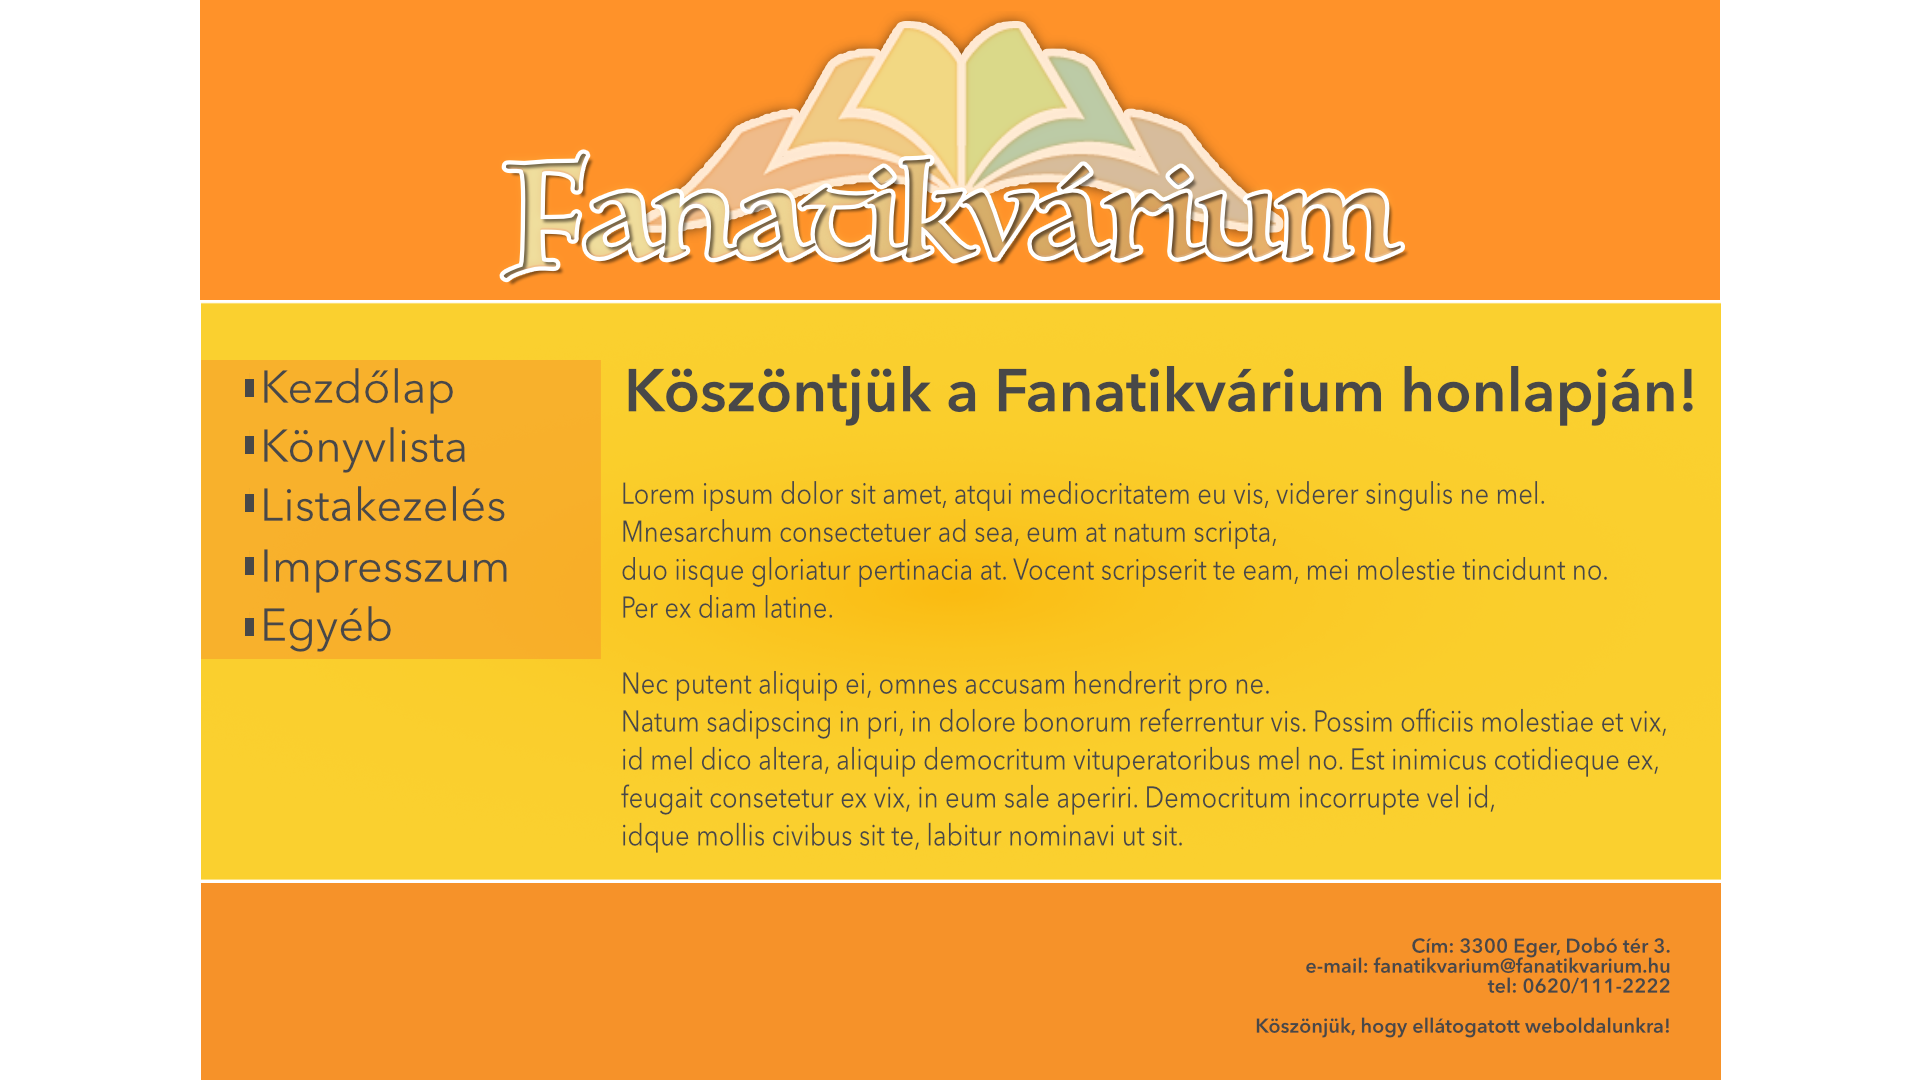 Fanatikvárium
Kezdőlap
Könyvlista
Listakezelés
Impresszum
Egyéb
Köszöntjük a Fanatikvárium honlapján!
Lorem ipsum dolor sit amet, atqui mediocritatem eu vis, viderer singulis ne mel.
Mnesarchum consectetuer ad sea, eum at natum scripta,
duo iisque gloriatur pertinacia at. Vocent scripserit te eam, mei molestie tincidunt no.
Per ex diam latine.
Nec putent aliquip ei, omnes accusam hendrerit pro ne.
Natum sadipscing in pri, in dolore bonorum referrentur vis. Possim officiis molestiae et vix,
id mel dico altera, aliquip democritum vituperatoribus mel no. Est inimicus cotidieque ex,
feugait consetetur ex vix, in eum sale aperiri. Democritum incorrupte vel id,
idque mollis civibus sit te, labitur nominavi ut sit.
Cím: 3300 Eger, Dobó tér 3.
e-mail: fanatikvarium@fanatikvarium.hu
tel: 0620/111-2222
Köszönjük, hogy ellátogatott weboldalunkra!